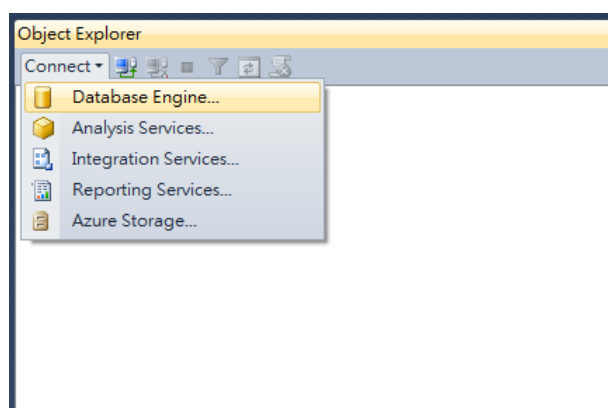 Object Explorer
Connect
Database Engine...
Analysis Services...
Integration Services...
Reporting Services...
Azure Storage...